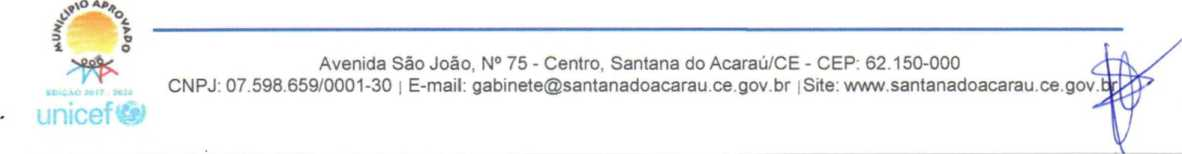 MUNICÍPIO APROVADO
EDIÇÃO 2017 - 2020
unicef
Avenida São João, Nº 75 - Centro, Santana do Acaraú/CE - CEP: 62.150-000
CNPJ: 07.598.659/0001-30 | E-mail: gabinete@santanadoacarau.ce.gov.br | Site: www.santanadoacarau.ce.gov.br